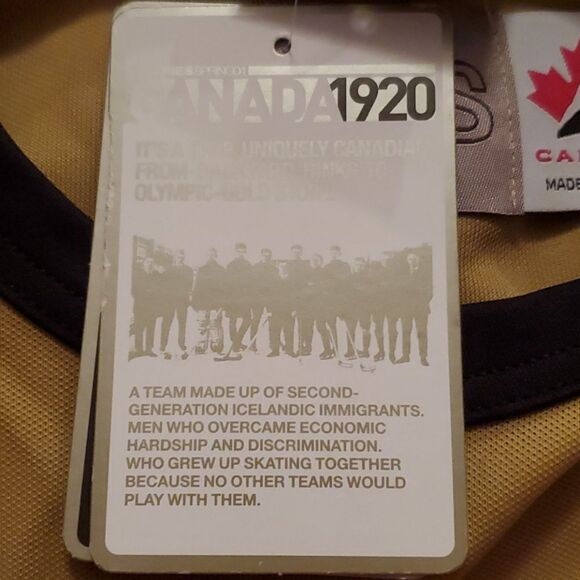 CANADA1920
IT'S A UNIQUELY CANADIAN
FROM RINKS TO
OLYMPIC-GOLD
A TEAM MADE UP OF SECOND-
GENERATION ICELANDIC IMMIGRANTS.
MEN WHO OVERCAME ECONOMIC
HARDSHIP AND DISCRIMINATION.
WHO GREW UP SKATING TOGETHER
BECAUSE NO OTHER TEAMS WOULD
PLAY WITH THEM.
S
CA
MADE